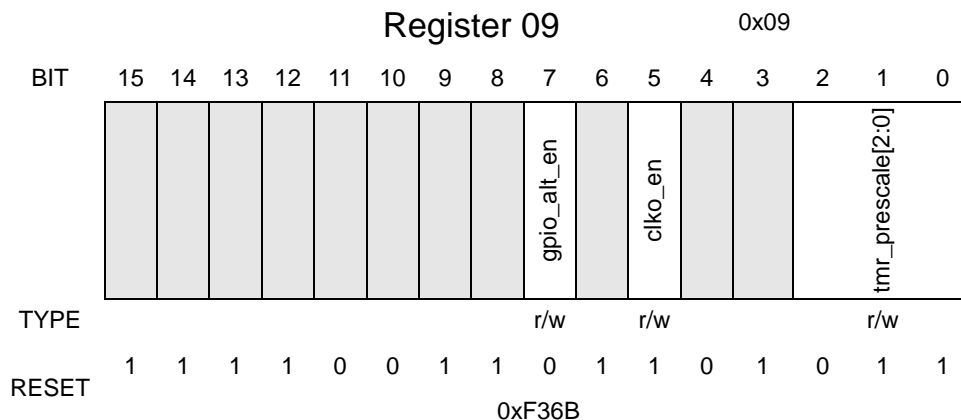 Register 09 0x09
BIT 15 14 13 12 11 10 9 8 7 6 5 4 3 2 1 0
gpio_alt_en
clko_en
tmr_prescale[2:0]
TYPE r/w r/w r/w
RESET 1 1 1 1 0 0 1 1 0 1 1 0 1 0 1 1
0xF36B